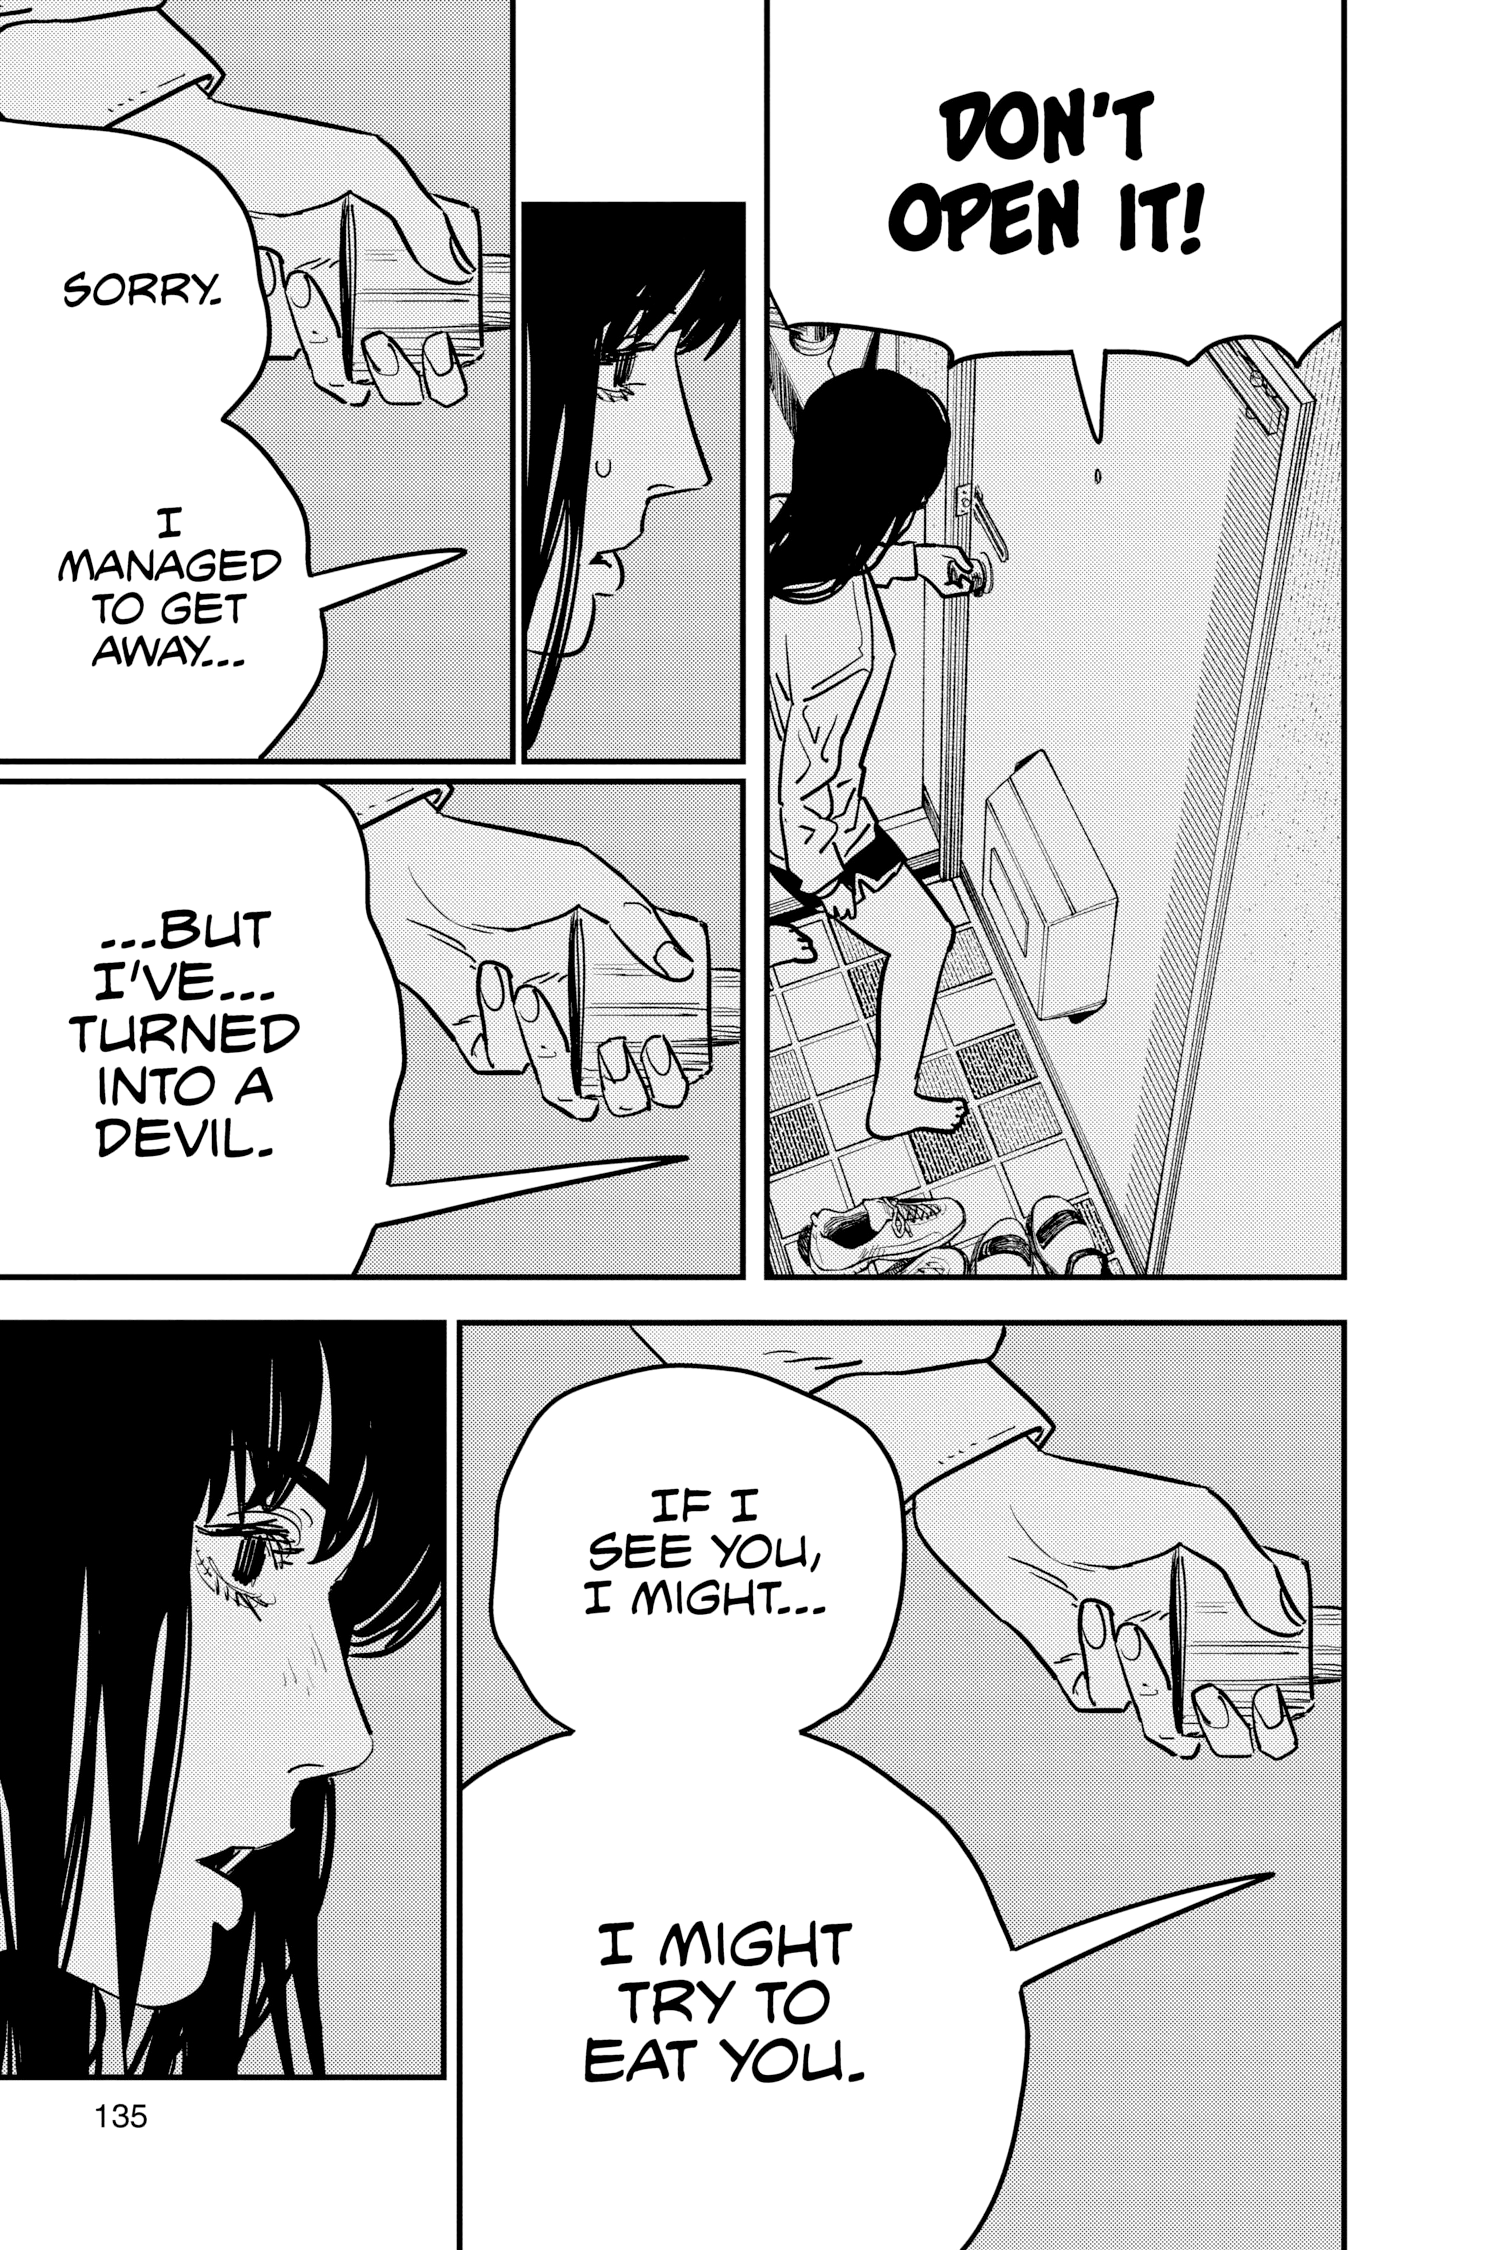 DON'T
OPEN IT!
SORRY.
I
MANAGED
TO GET
AWAY...
...BUT
I'VE...
TURNED
INTO A
DEVIL.
IF I
SEE YOU,
I MIGHT...
I MIGHT
TRY TO
EAT YOU.
135